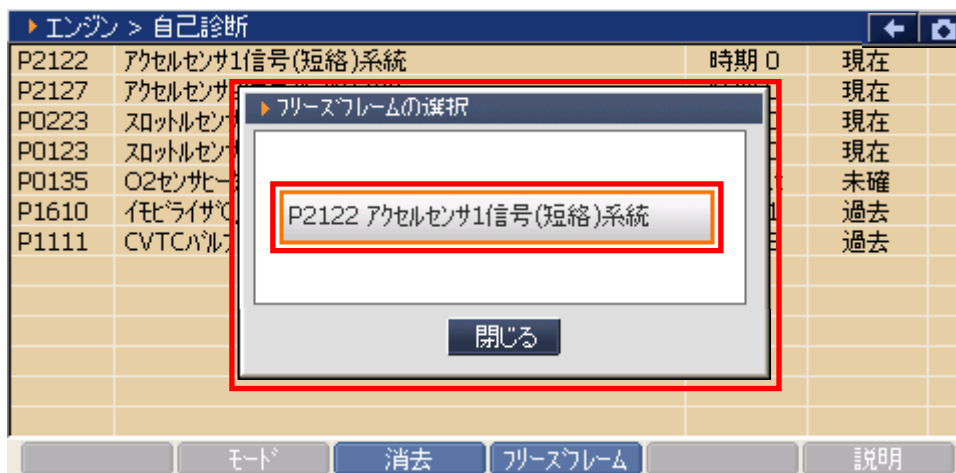 エンジン > 自己診断
P2122 アクセルセンサ1信号(短絡)系統 時期 0 現在
P2127 アクセルセンサ 現在
P0223 スロットルセンサ 現在
P0123 スロットルセンサ 現在
P0135 O2センサヒー 未確
P1610 イモビライザ 過去
P1111 CVTCバルブ 過去
フリーズフレームの選択
P2122 アクセルセンサ1信号(短絡)系統
閉じる
モード 消去 フリーズフレーム 説明